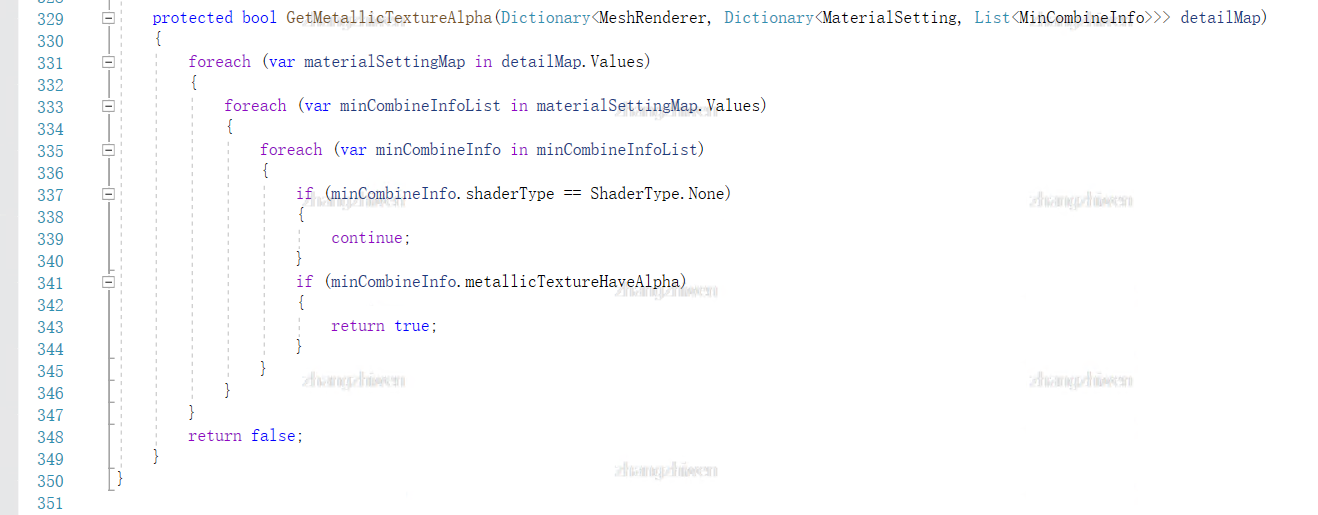 329 protected bool GetMetallicTextureAlpha(Dictionary<MeshRenderer, Dictionary<MaterialSetting, List<MinCombineInfo>>> detailMap)
330 {
331 foreach (var materialSettingMap in detailMap.Values)
332 {
333 foreach (var minCombineInfoList in materialSettingMap.Values)
334 {
335 foreach (var minCombineInfo in minCombineInfoList)
336 {
337 if (minCombineInfo.shaderType == ShaderType.None)
338 {
339 continue;
340 }
341 if (minCombineInfo.metallicTextureHaveAlpha)
342 {
343 return true;
344 }
345 }
346 }
347 }
348 return false;
349 }
350 }
351